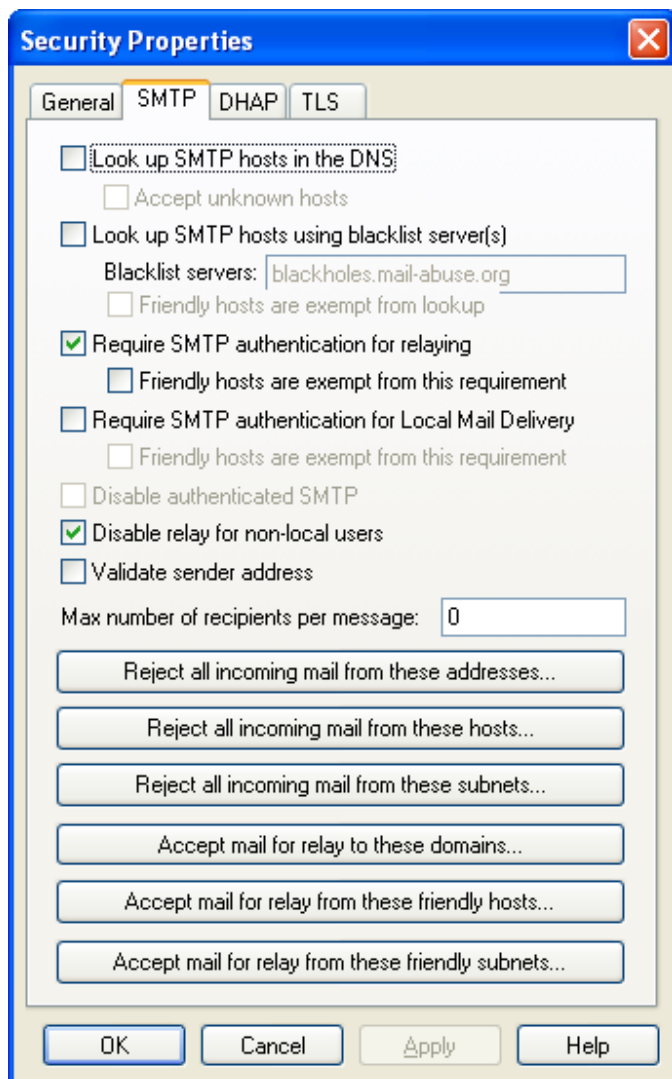 Security Properties
General SMTP DHAP TLS
Look up SMTP hosts in the DNS
Accept unknown hosts
Look up SMTP hosts using blacklist server(s)
Blacklist servers: blackholes.mail-abuse.org
Friendly hosts are exempt from lookup
Require SMTP authentication for relaying
Friendly hosts are exempt from this requirement
Require SMTP authentication for Local Mail Delivery
Friendly hosts are exempt from this requirement
Disable authenticated SMTP
Disable relay for non-local users
Validate sender address
Max number of recipients per message: 0
Reject all incoming mail from these addresses...
Reject all incoming mail from these hosts...
Reject all incoming mail from these subnets...
Accept mail for relay to these domains...
Accept mail for relay from these friendly hosts...
Accept mail for relay from these friendly subnets...
OK Cancel Apply Help